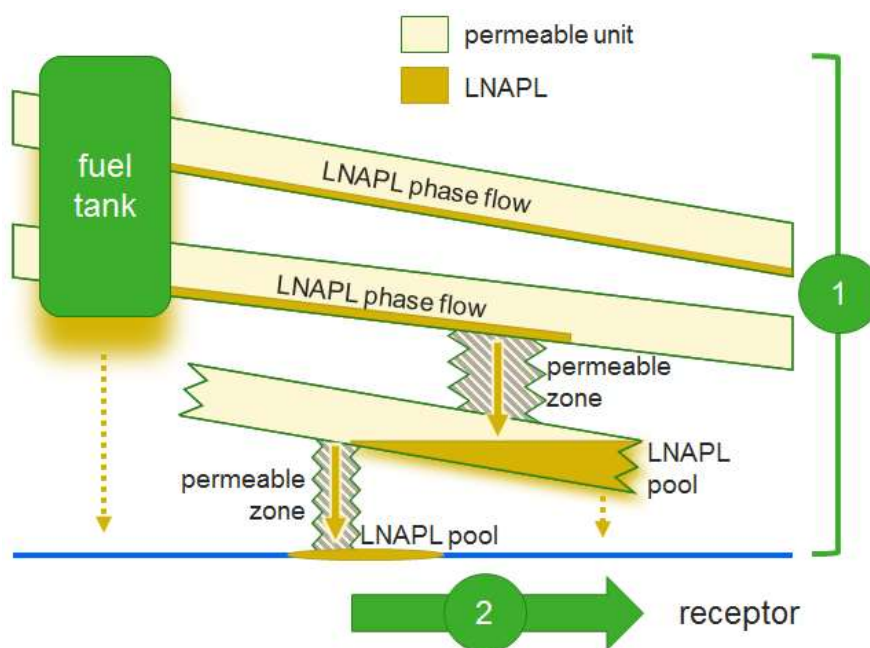 permeable unit
LNAPL
fuel
tank
LNAPL phase flow
LNAPL phase flow
1
permeable
zone
LNAPL
pool
permeable
zone
LNAPL pool
2
receptor